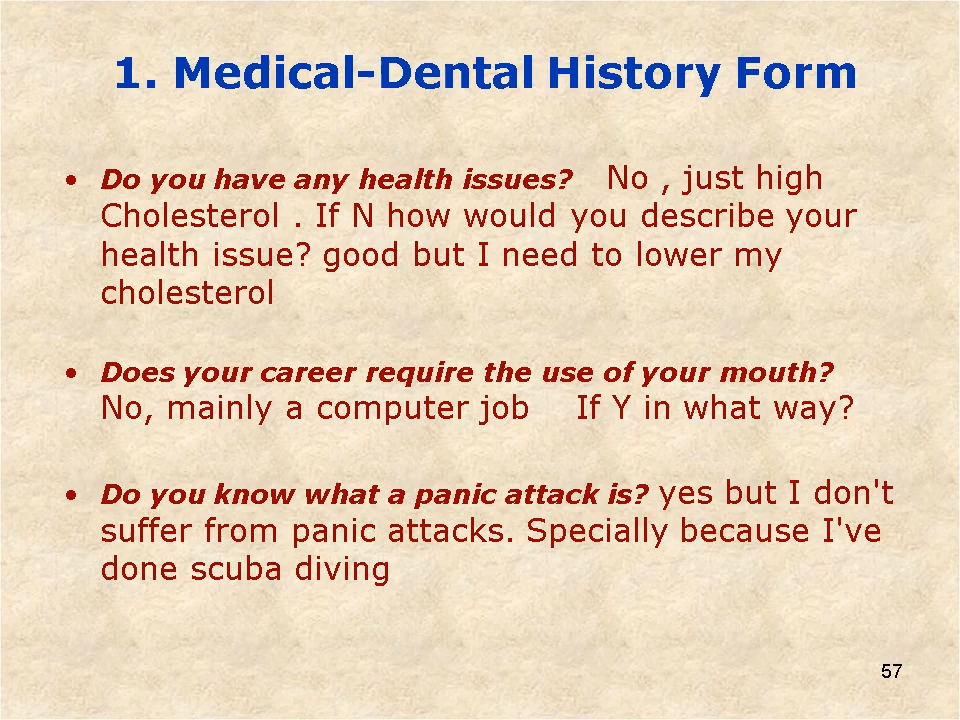 1. Medical-Dental History Form
• Do you have any health issues? No , just high
Cholesterol . If N how would you describe your
health issue? good but I need to lower my
cholesterol
• Does your career require the use of your mouth?
No, mainly a computer job If Y in what way?
• Do you know what a panic attack is? yes but I don't
suffer from panic attacks. Specially because I've
done scuba diving
57